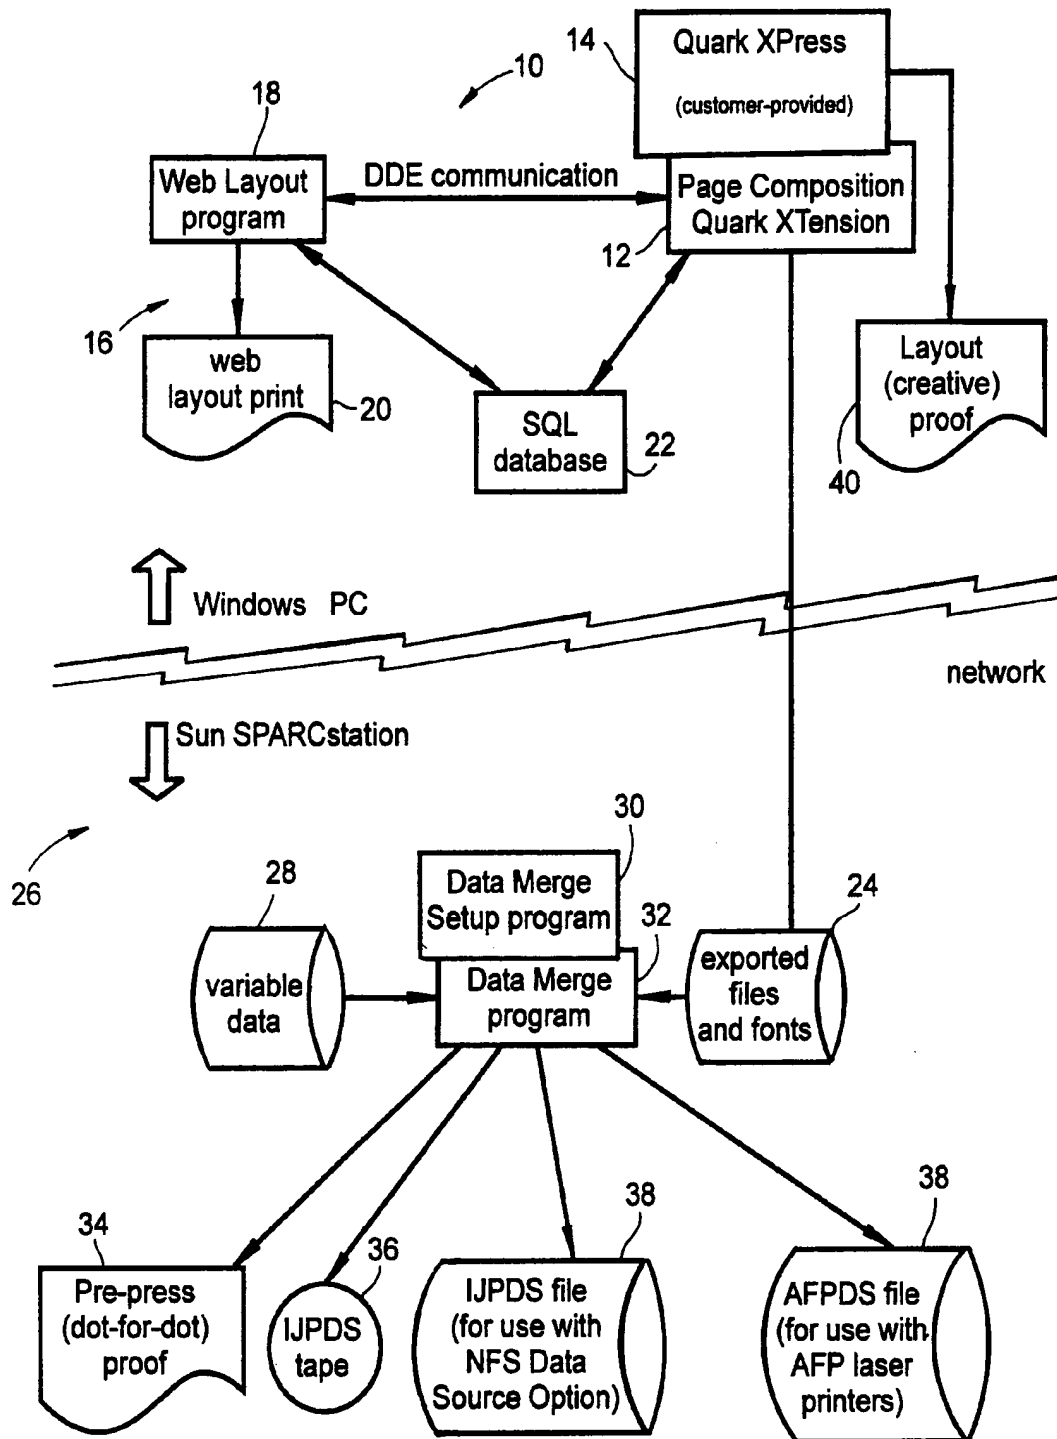 14
Quark XPress
(customer-provided)
10
18
Web Layout
program
DDE communication
Page Composition
Quark XTension
12
16
web
layout print
20
SQL
database
22
Layout
(creative)
proof
40
Windows PC
network
Sun SPARCstation
26
30
Data Merge
Setup program
28
variable
data
32
Data Merge
program
24
exported
files
and fonts
34
Pre-press
(dot-for-dot)
proof
36
IJPDS
tape
38
IJPDS file
(for use with
NFS Data
Source Option)
38
AFPDS file
(for use with
AFP laser
printers)